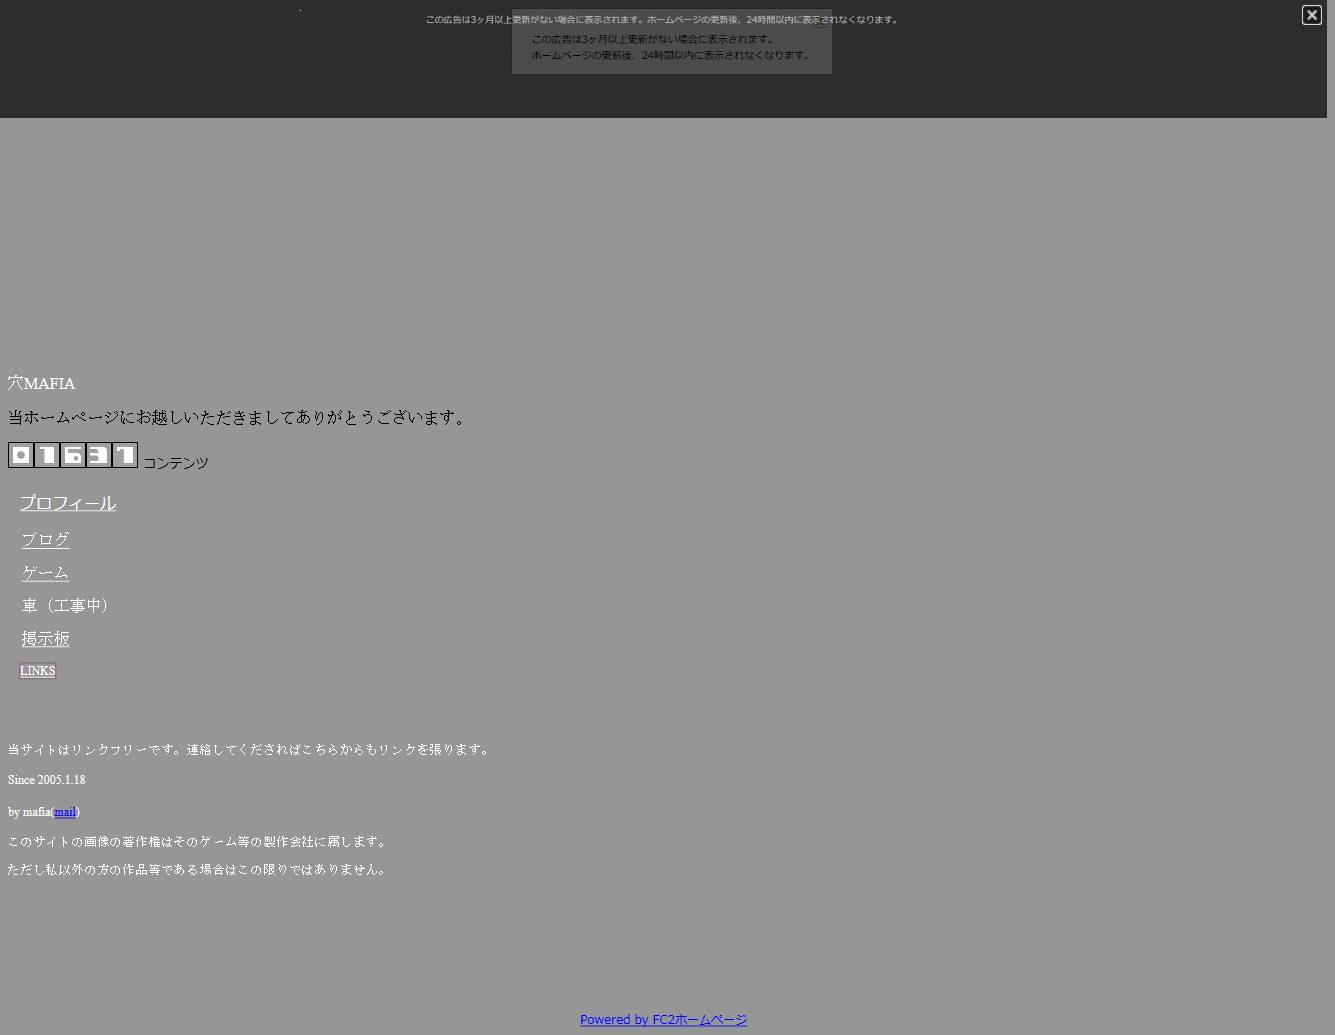 この広告は3ヶ月以上更新がない場合に表示されます。ホームページの更新後、24時間以内に表示されなくなります。
この広告は3ヶ月以上更新がない場合に表示されます。
ホームページの更新後、24時間以内に表示されなくなります。
穴MAFIA
当ホームページにお越しいただきましてありがとうございます。
01631 コンテンツ
プロフィール
ブログ
ゲーム
車（工事中）
掲示板
LINKS
当サイトはリンクフリーです。連絡してくださればこちらからもリンクを張ります。
Since 2005.1.18
by mafia(mail)
このサイトの画像の著作権はそのゲーム等の製作会社に属します。
ただし私以外の方の作品等である場合はこの限りではありません。
Powered by FC2ホームページ